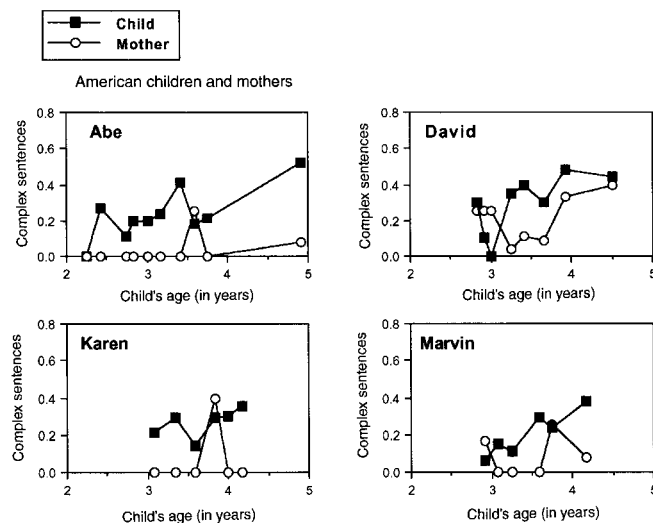 Child
Mother
American children and mothers
Abe
Complex sentences
0.8
0.6
0.4
0.2
0.0
2 3 4 5
Child's age (in years)
David
Complex sentences
0.8
0.6
0.4
0.2
0.0
2 3 4 5
Child's age (in years)
Karen
Complex sentences
0.8
0.6
0.4
0.2
0.0
2 3 4 5
Child's age (in years)
Marvin
Complex sentences
0.8
0.6
0.4
0.2
0.0
2 3 4 5
Child's age (in years)